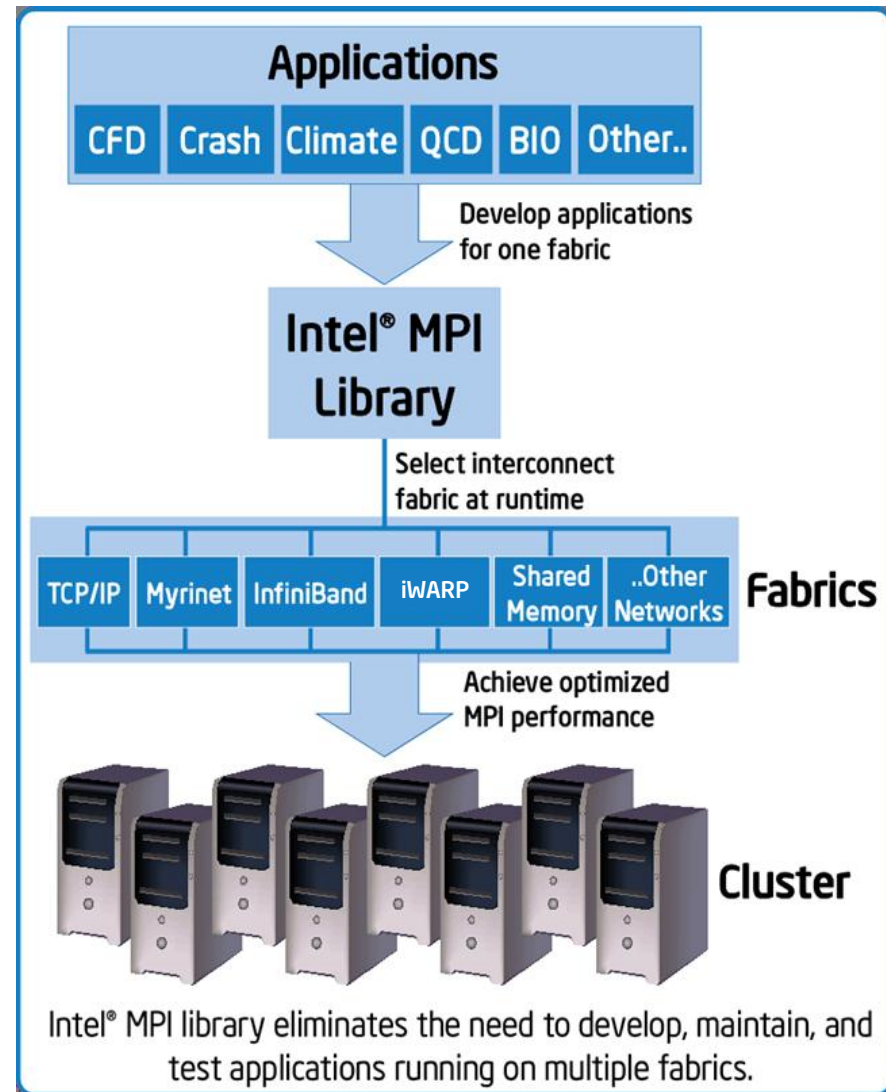 Applications
CFD Crash Climate QCD BIO Other..
Develop applications
for one fabric
Intel® MPI
Library
Select interconnect
fabric at runtime
TCP/IP Myrinet InfiniBand iWARP Shared Memory ..Other Networks
Fabrics
Achieve optimized
MPI performance
Cluster
Intel® MPI library eliminates the need to develop, maintain, and
test applications running on multiple fabrics.